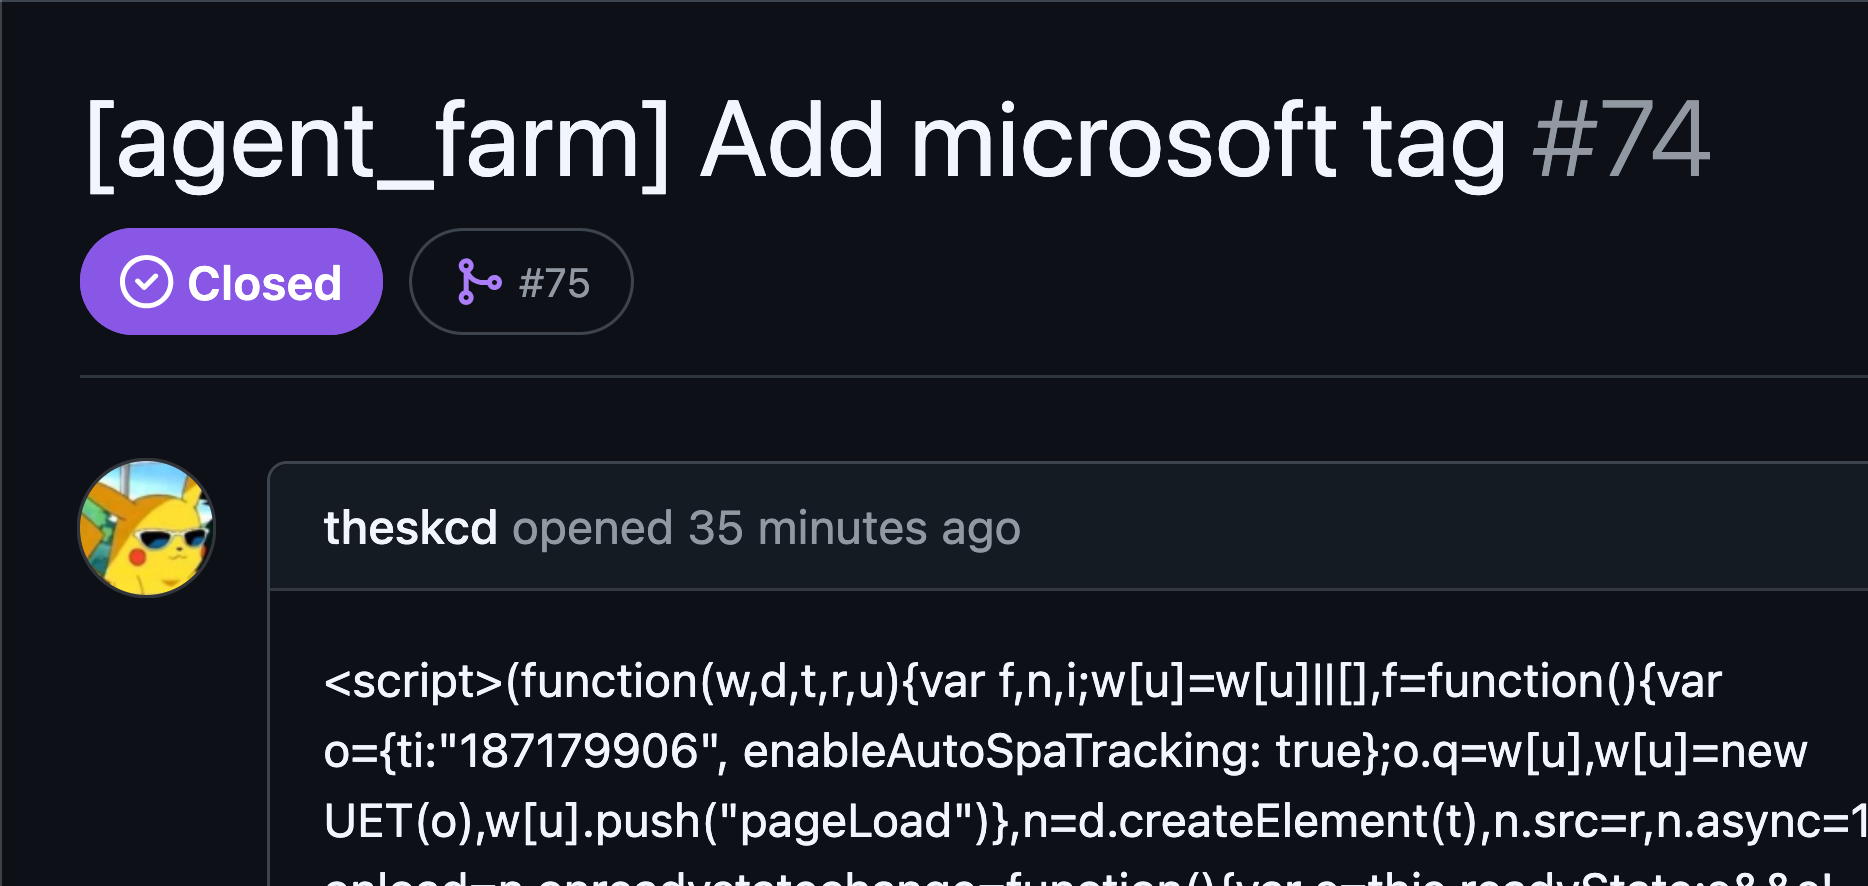 [agent_farm] Add microsoft tag #74
Closed #75
theskcd opened 35 minutes ago
<script>(function(w,d,t,r,u){var f,n,i;w[u]=w[u]||[],f=function(){var
o={ti:"187179906", enableAutoSpaTracking: true};o.q=w[u],w[u]=new
UET(o),w[u].push("pageLoad")},n=d.createElement(t),n.src=r,n.async=1